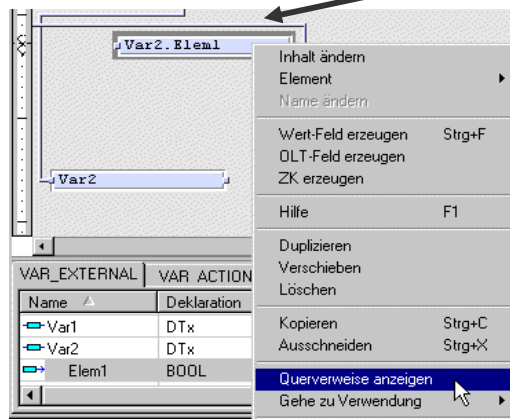 Var2.Elem1
Inhalt ändern
Element
Name ändern
Wert-Feld erzeugen Strg+F
OLT-Feld erzeugen
ZK erzeugen
Var2
Hilfe F1
Duplizieren
Verschieben
Löschen
VAR_EXTERNAL VAR_ACTION
Name Deklaration
Var1 DTx
Var2 DTx
Elem1 BOOL
Kopieren Strg+C
Ausschneiden Strg+X
Querverweise anzeigen
Gehe zu Verwendung